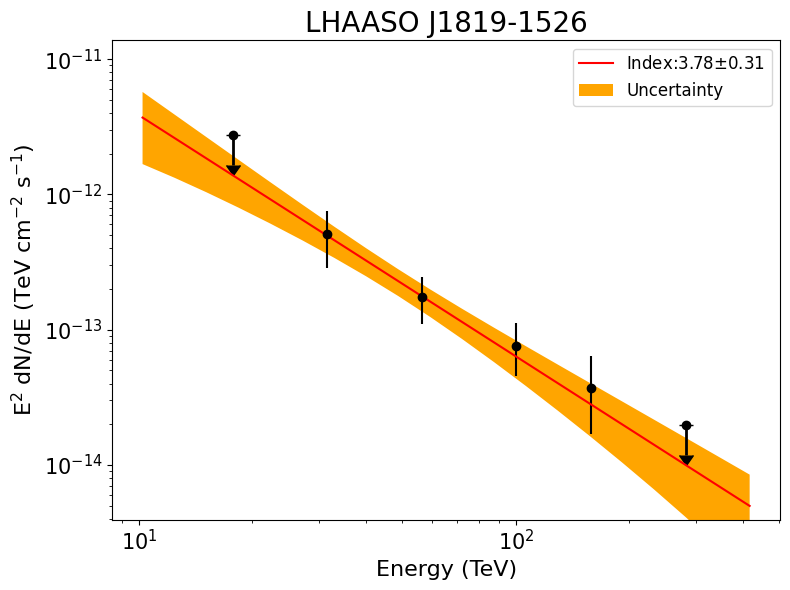 LHAASO J1819-1526
Index:3.78±0.31
Uncertainty
E² dN/dE (TeV cm⁻² s⁻¹)
10⁻¹¹
10⁻¹²
10⁻¹³
10⁻¹⁴
10¹
10²
Energy (TeV)